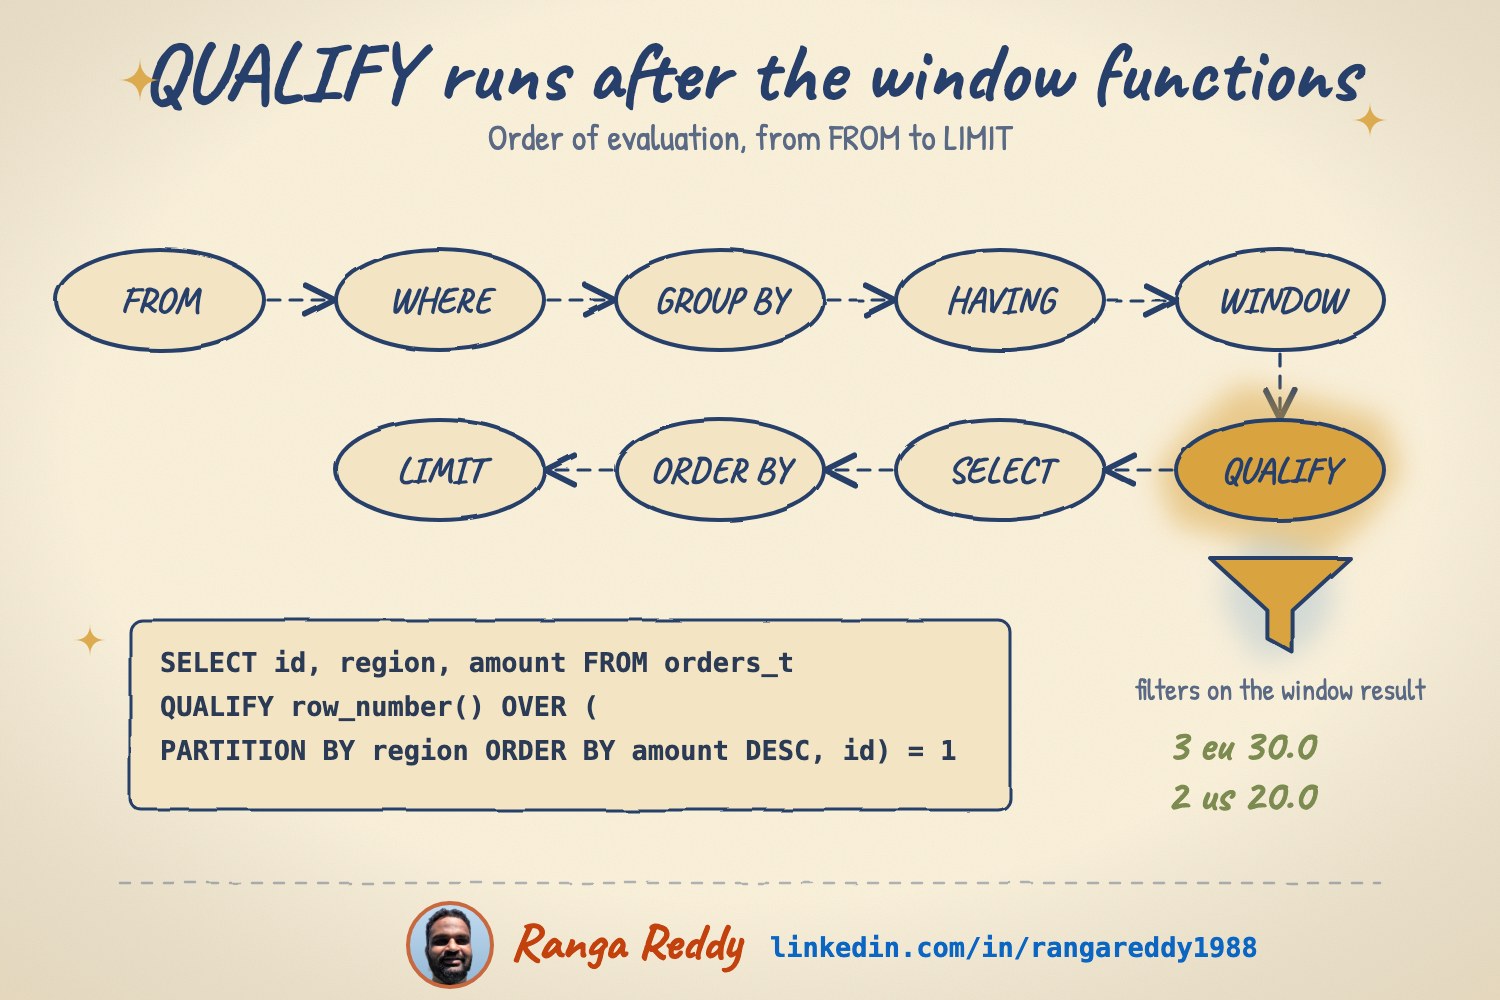 QUALIFY runs after the window functions
Order of evaluation, from FROM to LIMIT
FROM
WHERE
GROUP BY
HAVING
WINDOW
LIMIT
ORDER BY
SELECT
QUALIFY
SELECT id, region, amount FROM orders_t
QUALIFY row_number() OVER (
PARTITION BY region ORDER BY amount DESC, id) = 1
filters on the window result
3 eu 30.0
2 us 20.0
Ranga Reddy
linkedin.com/in/rangareddy1988